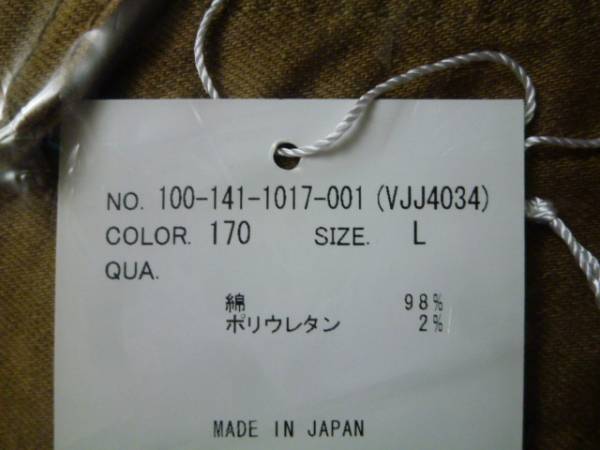 NO. 100-141-1017-001 (VJJ4034)
COLOR. 170 SIZE. L
QUA.
綿 98%
ポリウレタン 2%
MADE IN JAPAN